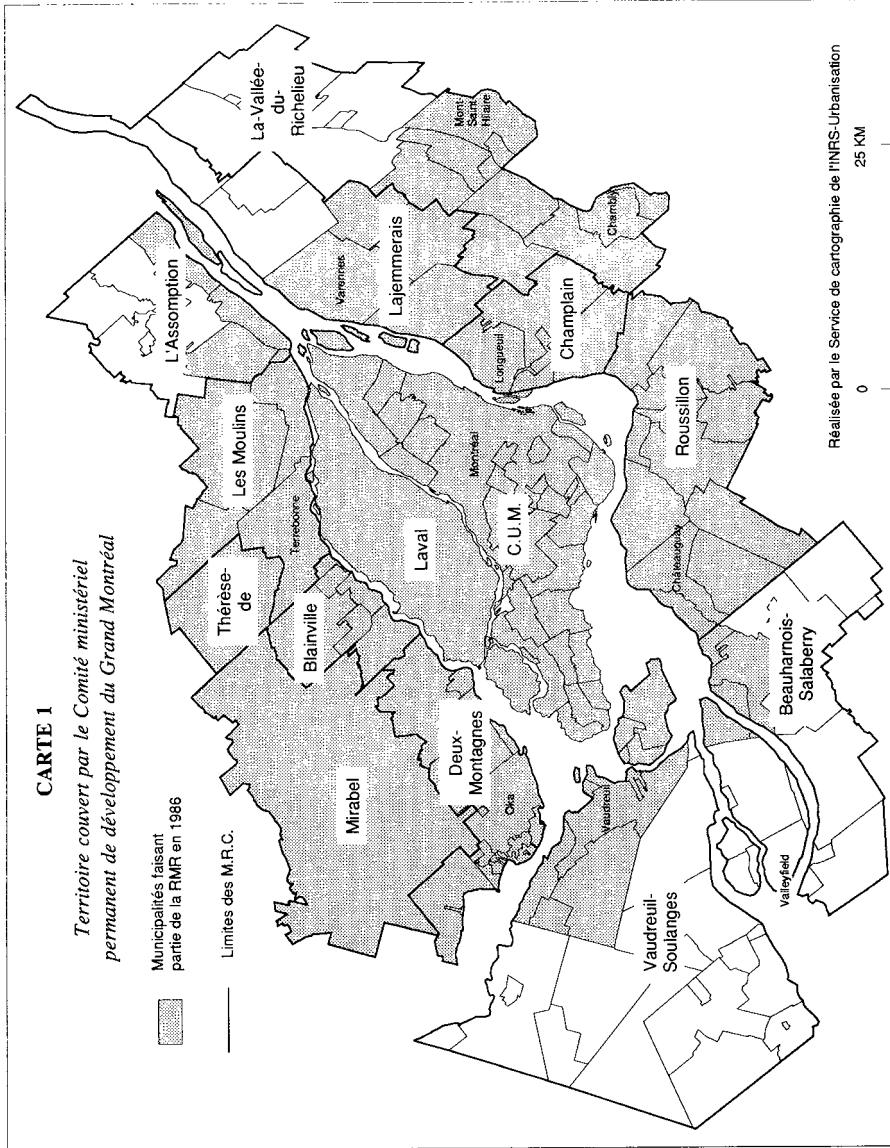 CARTE 1
Territoire couvert par le Comité ministériel
permanent de développement du Grand Montréal
Municipalités faisant
partie de la RMR en 1986
Limites des M.R.C.
Mirabel
Thérèse-
de
Blainville
Les Moulins
Terrebonne
L'Assomption
La-Vallée-
du-
Richelieu
Deux-
Montagnes
Oka
Laval
Montréal
C.U.M.
Varennes
Lajemmerais
Mont-
Saint-
Hilaire
Longueuil
Champlain
Chambly
Vaudreuil
Vaudreuil-
Soulanges
Valleyfield
Beauharnois-
Salaberry
Châteauguay
Roussillon
0
25 KM
Réalisée par le Service de cartographie de l'INRS-Urbanisation